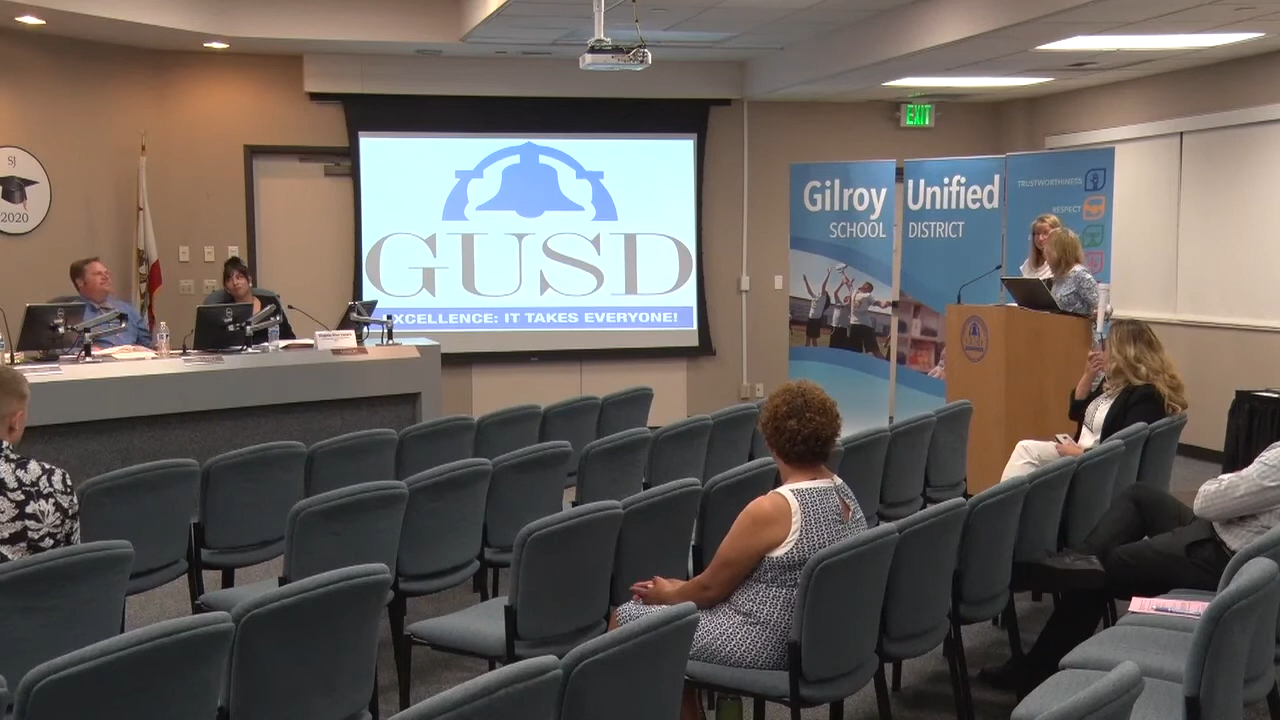 SJ
2020
GUSD
EXCELLENCE: IT TAKES EVERYONE!
EXIT
Gilroy
SCHOOL
Unified
DISTRICT
TRUSTWORTHINESS
RESPECT